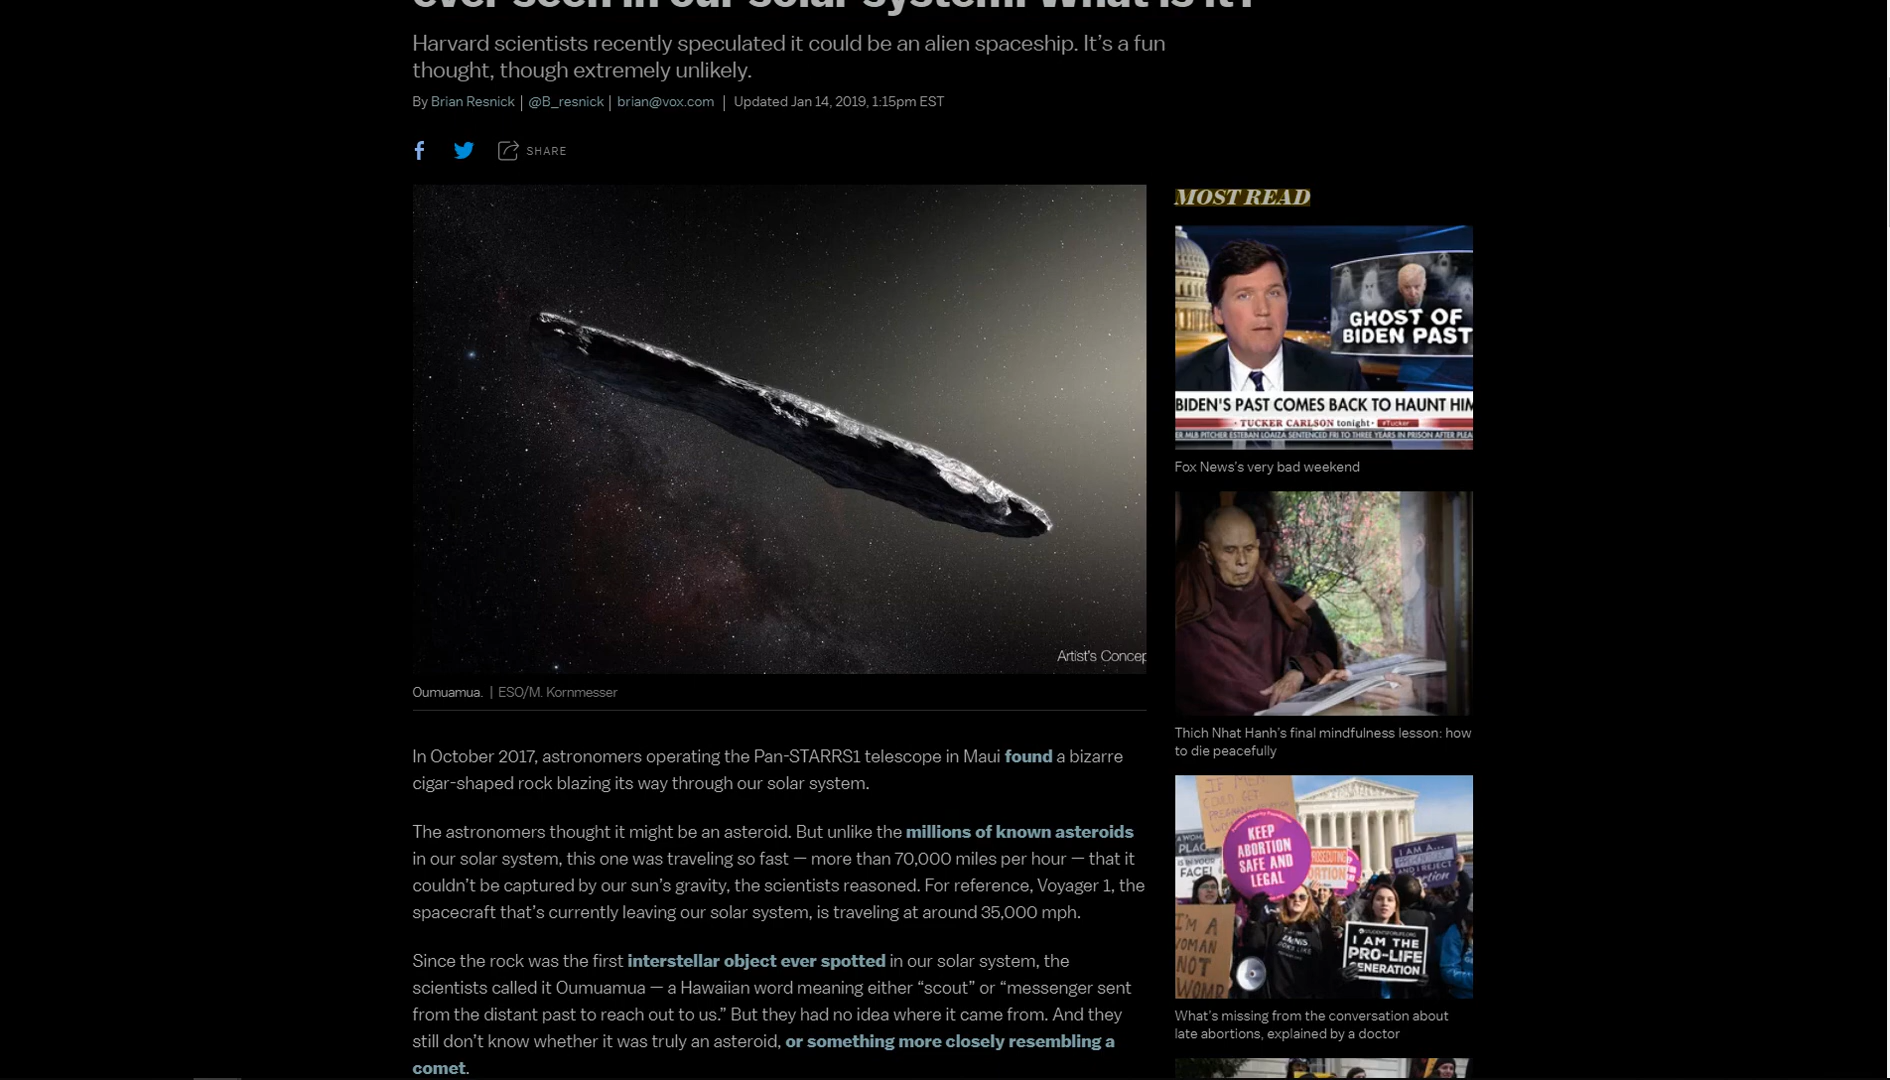 ever seen in our solar system. What is it?
Harvard scientists recently speculated it could be an alien spaceship. It’s a fun
thought, though extremely unlikely.
By Brian Resnick | @B_resnick | brian@vox.com | Updated Jan 14, 2019, 1:15pm EST
SHARE
Artist's Concep
Oumuamua. | ESO/M. Kornmesser
In October 2017, astronomers operating the Pan-STARRS1 telescope in Maui found a bizarre
cigar-shaped rock blazing its way through our solar system.
The astronomers thought it might be an asteroid. But unlike the millions of known asteroids
in our solar system, this one was traveling so fast — more than 70,000 miles per hour — that it
couldn’t be captured by our sun’s gravity, the scientists reasoned. For reference, Voyager 1, the
spacecraft that’s currently leaving our solar system, is traveling at around 35,000 mph.
Since the rock was the first interstellar object ever spotted in our solar system, the
scientists called it Oumuamua — a Hawaiian word meaning either “scout” or “messenger sent
from the distant past to reach out to us.” But they had no idea where it came from. And they
still don’t know whether it was truly an asteroid, or something more closely resembling a
comet.
MOST READ
GHOST OF
BIDEN PAST
BIDEN'S PAST COMES BACK TO HAUNT HIM
TUCKER CARLSON tonight #Tucker
ER MLB PITCHER ESTEBAN LOAIZA SENTENCED FRI TO THREE YEARS IN PRISON AFTER PLEA
Fox News’s very bad weekend
Thich Nhat Hanh’s final mindfulness lesson: how
to die peacefully
IF MEN
COULD GET
KEEP
ABORTION
SAFE AND
LEGAL
I AM A...
I'M A
WOMAN
NOT
WOMB
I AM THE
PRO-LIFE
GENERATION
What’s missing from the conversation about
late abortions, explained by a doctor